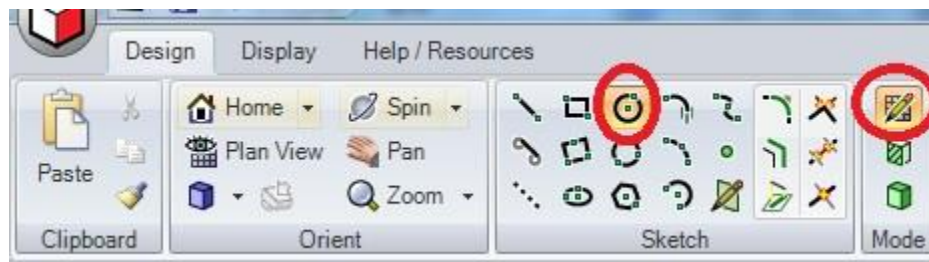 Design Display Help / Resources
Home Spin
Plan View Pan
Paste
Zoom
Clipboard Orient Sketch Mode